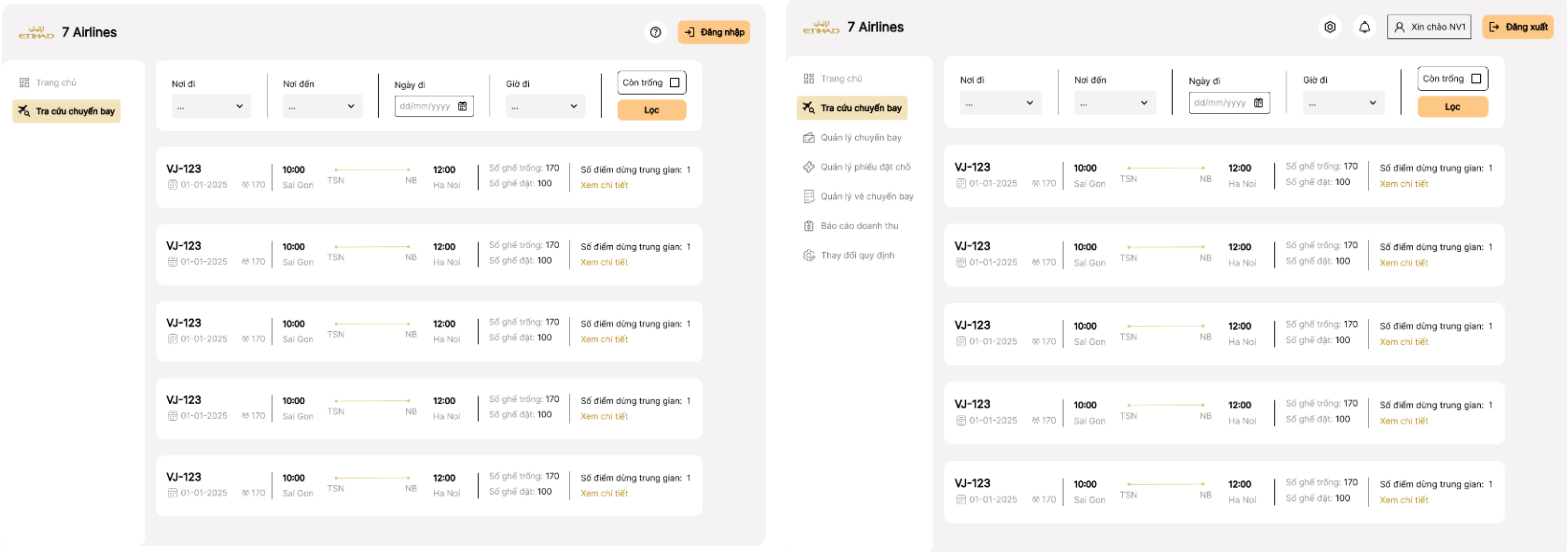 الإتحاد
ETIHAD 7 Airlines
Đăng nhập
Trang chủ
Tra cứu chuyến bay
Nơi đi
...
Nơi đến
...
Ngày đi
dd/mm/yyyy
Giờ đi
...
Còn trống
Lọc
VJ-123 10:00 12:00 Số ghế trống: 170 Số điểm dừng trung gian: 1
01-01-2025 170 Sai Gon TSN NB Ha Noi Số ghế đặt: 100 Xem chi tiết
VJ-123 10:00 12:00 Số ghế trống: 170 Số điểm dừng trung gian: 1
01-01-2025 170 Sai Gon TSN NB Ha Noi Số ghế đặt: 100 Xem chi tiết
VJ-123 10:00 12:00 Số ghế trống: 170 Số điểm dừng trung gian: 1
01-01-2025 170 Sai Gon TSN NB Ha Noi Số ghế đặt: 100 Xem chi tiết
VJ-123 10:00 12:00 Số ghế trống: 170 Số điểm dừng trung gian: 1
01-01-2025 170 Sai Gon TSN NB Ha Noi Số ghế đặt: 100 Xem chi tiết
VJ-123 10:00 12:00 Số ghế trống: 170 Số điểm dừng trung gian: 1
01-01-2025 170 Sai Gon TSN NB Ha Noi Số ghế đặt: 100 Xem chi tiết
الإتحاد
ETIHAD 7 Airlines
Xin chào NV1
Đăng xuất
Trang chủ
Tra cứu chuyến bay
Quản lý chuyến bay
Quản lý phiếu đặt chỗ
Quản lý vé chuyến bay
Báo cáo doanh thu
Thay đổi quy định
Nơi đi
...
Nơi đến
...
Ngày đi
dd/mm/yyyy
Giờ đi
...
Còn trống
Lọc
VJ-123 10:00 12:00 Số ghế trống: 170 Số điểm dừng trung gian: 1
01-01-2025 170 Sai Gon TSN NB Ha Noi Số ghế đặt: 100 Xem chi tiết
VJ-123 10:00 12:00 Số ghế trống: 170 Số điểm dừng trung gian: 1
01-01-2025 170 Sai Gon TSN NB Ha Noi Số ghế đặt: 100 Xem chi tiết
VJ-123 10:00 12:00 Số ghế trống: 170 Số điểm dừng trung gian: 1
01-01-2025 170 Sai Gon TSN NB Ha Noi Số ghế đặt: 100 Xem chi tiết
VJ-123 10:00 12:00 Số ghế trống: 170 Số điểm dừng trung gian: 1
01-01-2025 170 Sai Gon TSN NB Ha Noi Số ghế đặt: 100 Xem chi tiết
VJ-123 10:00 12:00 Số ghế trống: 170 Số điểm dừng trung gian: 1
01-01-2025 170 Sai Gon TSN NB Ha Noi Số ghế đặt: 100 Xem chi tiết